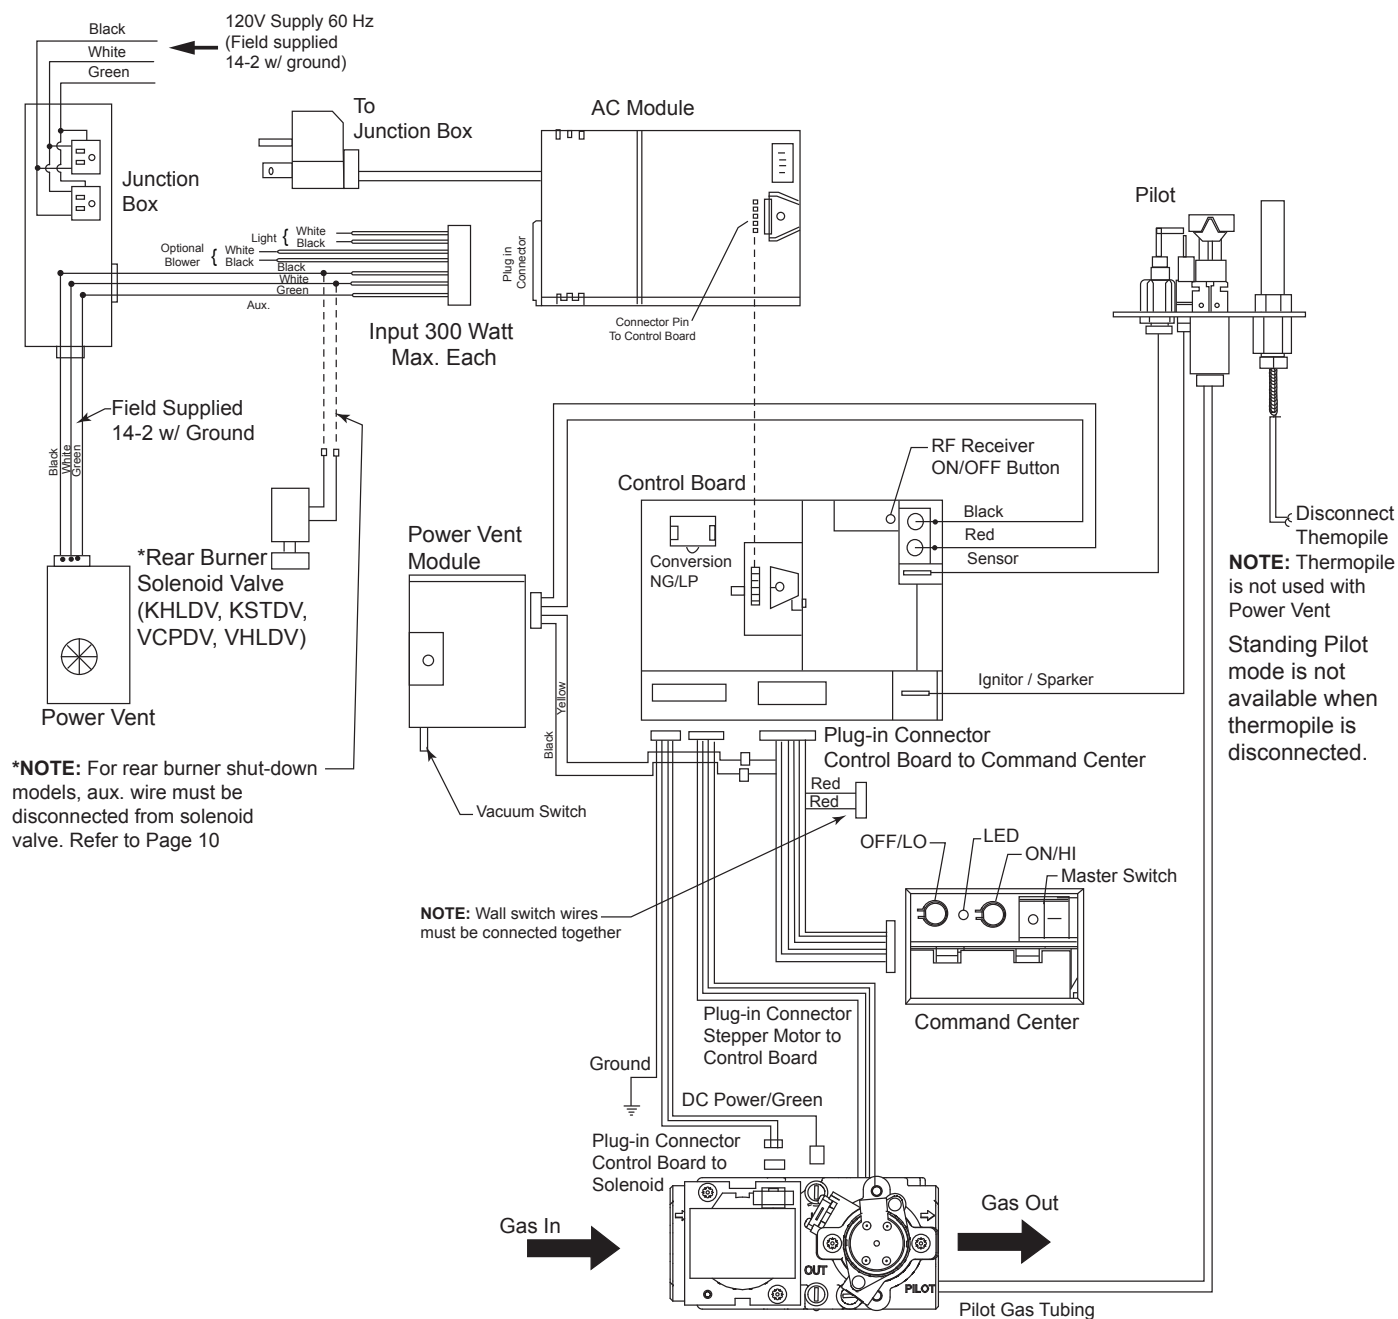 Black
White
Green
120V Supply 60 Hz
(Field supplied
14-2 w/ ground)
Junction
Box
To
Junction Box
AC Module
Plug in
Connector
Connector Pin
To Control Board
Light { White
Black
Optional
Blower { White
Black
Black
White
Green
Aux.
Input 300 Watt
Max. Each
Pilot
Field Supplied
14-2 w/ Ground
Black
White
Green
*Rear Burner
Solenoid Valve
(KHLDV, KSTDV,
VCPDV, VHLDV)
Power Vent
*NOTE: For rear burner shut-down
models, aux. wire must be
disconnected from solenoid
valve. Refer to Page 10
Power Vent
Module
Vacuum Switch
Black
Yellow
Control Board
Conversion
NG/LP
RF Receiver
ON/OFF Button
Black
Red
Sensor
Ignitor / Sparker
Disconnect
Themopile
NOTE: Thermopile
is not used with
Power Vent
Standing Pilot
mode is not
available when
thermopile is
disconnected.
Plug-in Connector
Control Board to Command Center
Red
Red
NOTE: Wall switch wires
must be connected together
OFF/LO
LED
ON/HI
Master Switch
Command Center
Plug-in Connector
Stepper Motor to
Control Board
Ground
DC Power/Green
Plug-in Connector
Control Board to
Solenoid
Gas In
Gas Out
OUT
PILOT
Pilot Gas Tubing